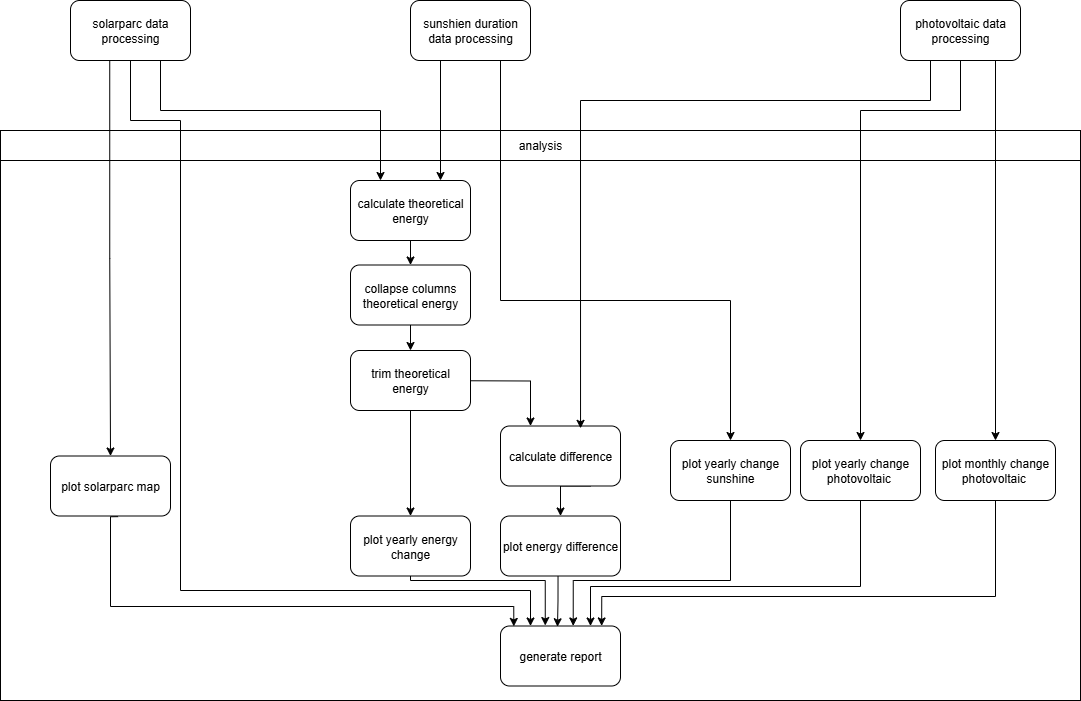 solarparc data
processing
sunshien duration
data processing
photovoltaic data
processing
analysis
calculate theoretical
energy
collapse columns
theoretical energy
trim theoretical
energy
calculate difference
plot solarparc map
plot yearly change
sunshine
plot yearly change
photovoltaic
plot monthly change
photovoltaic
plot yearly energy
change
plot energy difference
generate report